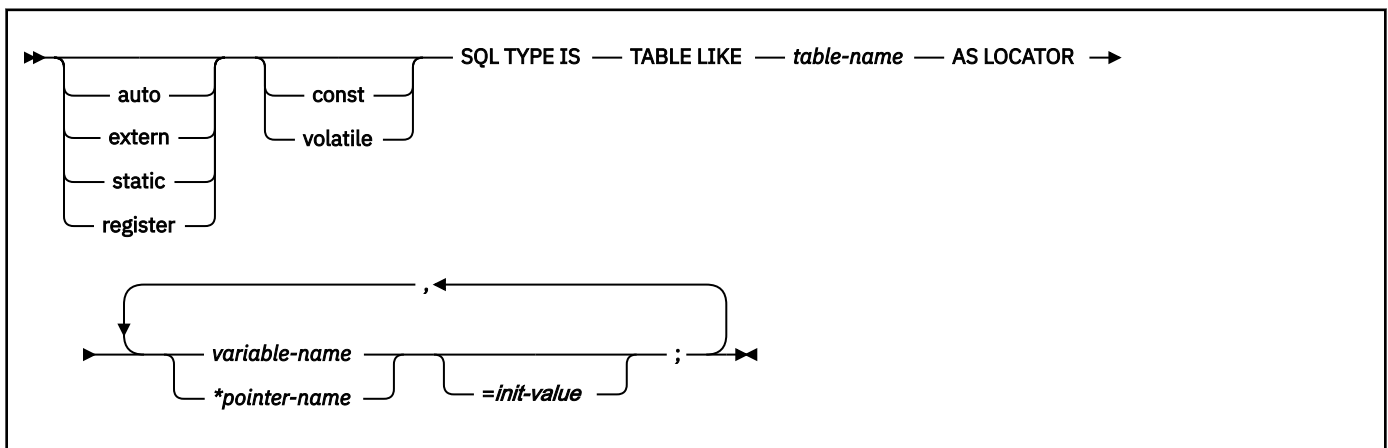 SQL TYPE IS TABLE LIKE table-name AS LOCATOR
auto const
extern volatile
static
register
,
variable-name ;
*pointer-name =init-value